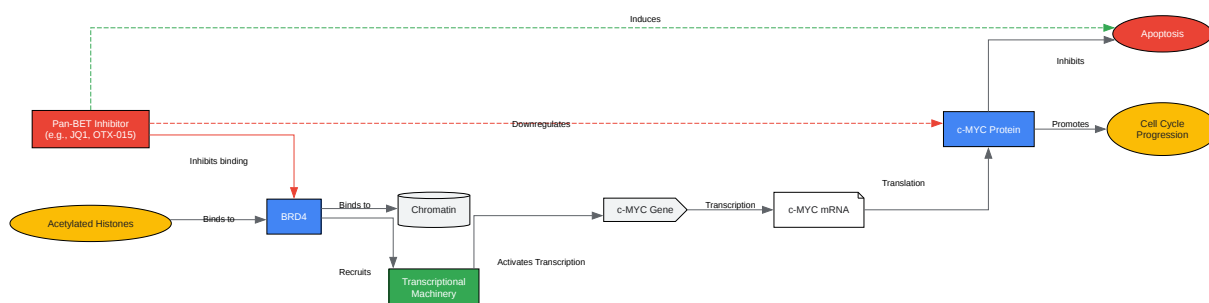 Induces
Apoptosis
Inhibits
Pan-BET Inhibitor
(e.g., JQ1, OTX-015)
Downregulates
c-MYC Protein
Promotes
Cell Cycle
Progression
Inhibits binding
Translation
Acetylated Histones
Binds to
BRD4
Binds to
Chromatin
c-MYC Gene
Transcription
c-MYC mRNA
Recruits
Activates Transcription
Transcriptional
Machinery